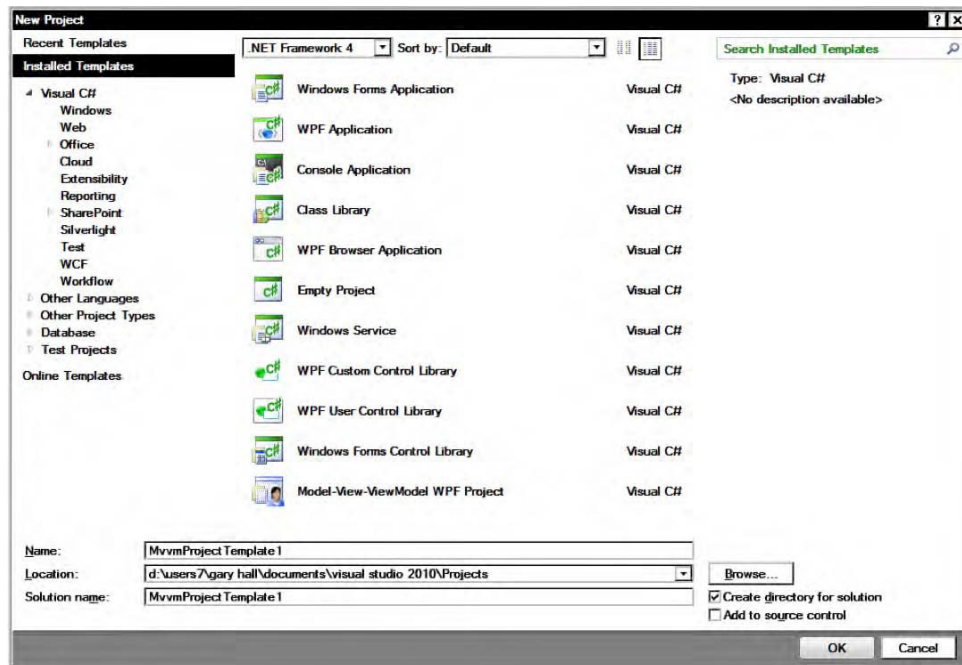 New Project
Recent Templates
Installed Templates
Visual C#
Windows
Web
Office
Cloud
Extensibility
Reporting
SharePoint
Silverlight
Test
WCF
Workflow
Other Languages
Other Project Types
Database
Test Projects
Online Templates
.NET Framework 4 Sort by: Default
Windows Forms Application Visual C#
WPF Application Visual C#
Console Application Visual C#
Class Library Visual C#
WPF Browser Application Visual C#
Empty Project Visual C#
Windows Service Visual C#
WPF Custom Control Library Visual C#
WPF User Control Library Visual C#
Windows Forms Control Library Visual C#
Model-View-ViewModel WPF Project Visual C#
Search Installed Templates
Type: Visual C#
<No description available>
Name: MvvmProjectTemplate1
Location: d:\users7\gary hall\documents\visual studio 2010\Projects Browse...
Solution name: MvvmProjectTemplate1 Create directory for solution
Add to source control
OK Cancel